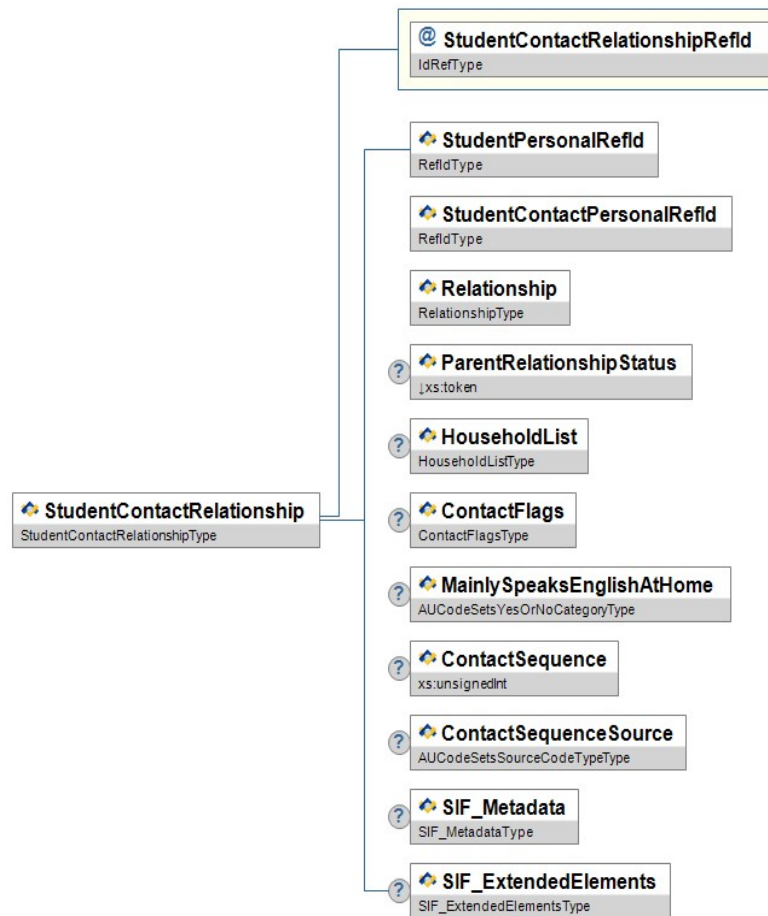 @ StudentContactRelationshipRefId
IdRefType
StudentPersonalRefId
RefIdType
StudentContactPersonalRefId
RefIdType
Relationship
RelationshipType
? ParentRelationshipStatus
↓xs:token
? HouseholdList
HouseholdListType
StudentContactRelationship
StudentContactRelationshipType
? ContactFlags
ContactFlagsType
? MainlySpeaksEnglishAtHome
AUCodeSetsYesOrNoCategoryType
? ContactSequence
xs:unsignedInt
? ContactSequenceSource
AUCodeSetsSourceCodeTypeType
? SIF_Metadata
SIF_MetadataType
? SIF_ExtendedElements
SIF_ExtendedElementsType